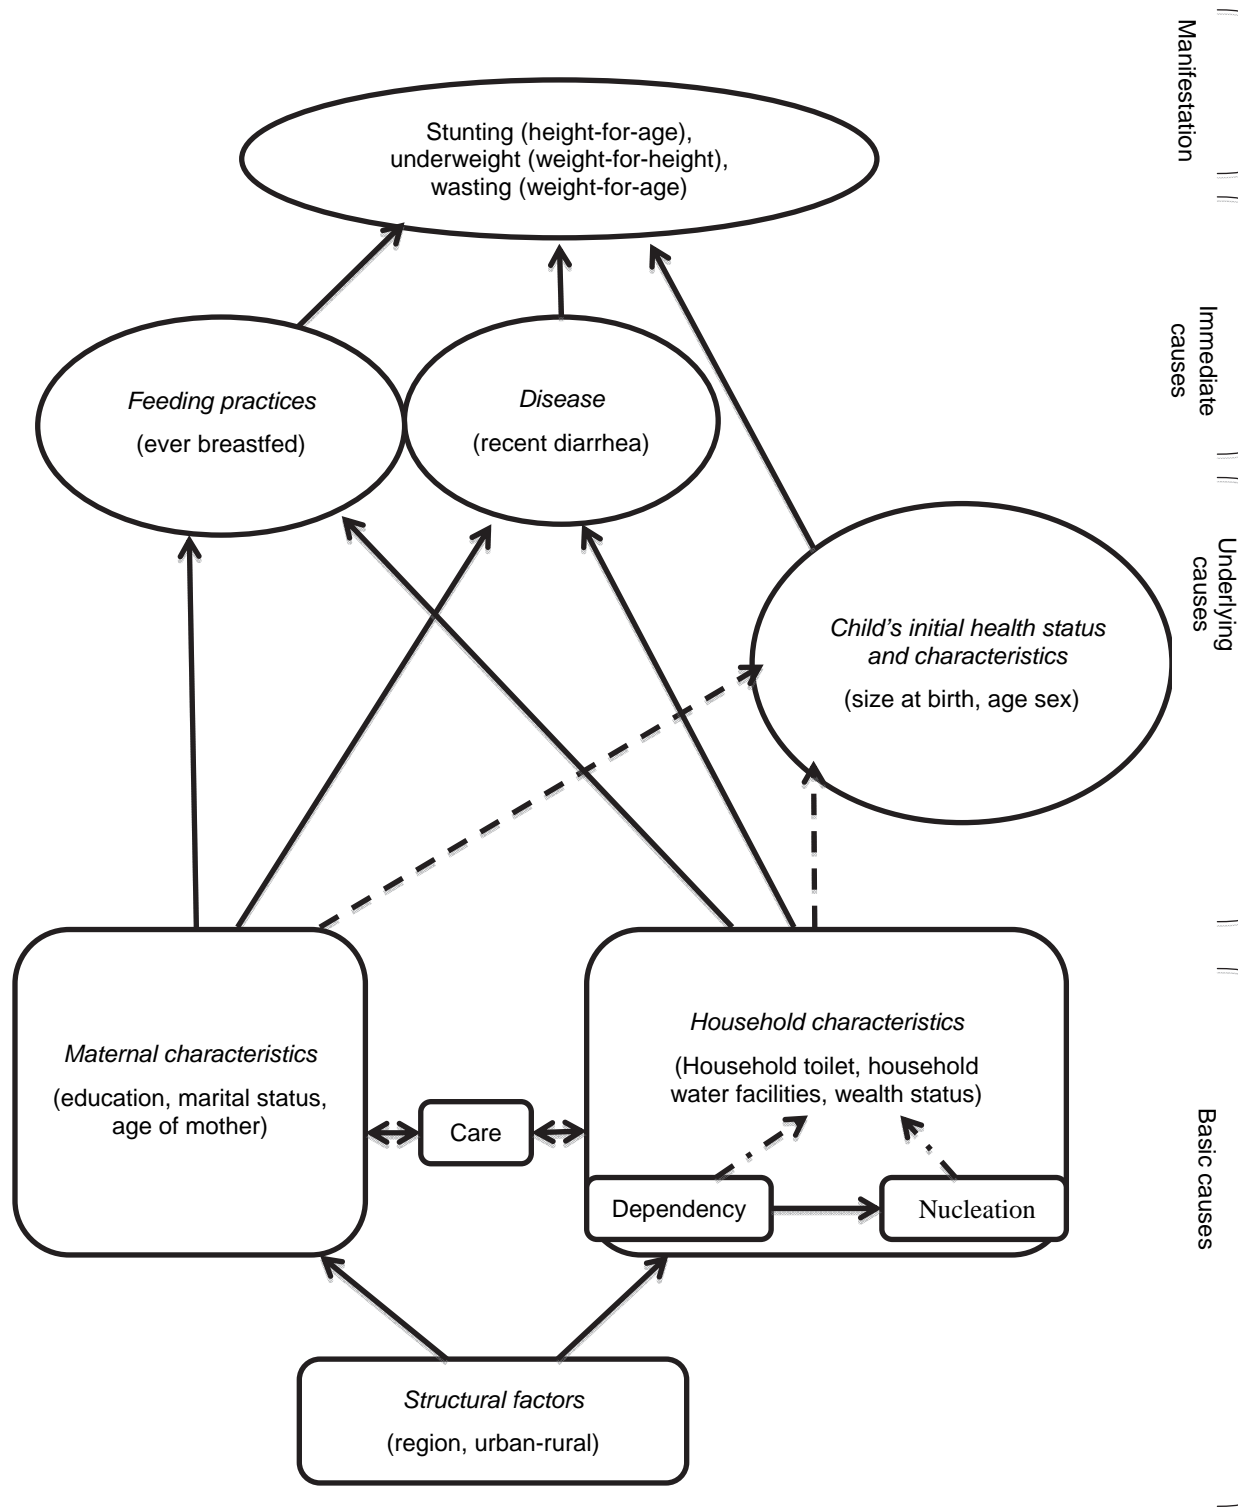 Manifestation
Stunting (height-for-age),
underweight (weight-for-height),
wasting (weight-for-age)
Immediate
causes
Feeding practices
(ever breastfed)
Disease
(recent diarrhea)
Underlying
causes
Child's initial health status
and characteristics
(size at birth, age sex)
Maternal characteristics
(education, marital status,
age of mother)
Care
Household characteristics
(Household toilet, household
water facilities, wealth status)
Dependency
Nucleation
Basic causes
Structural factors
(region, urban-rural)